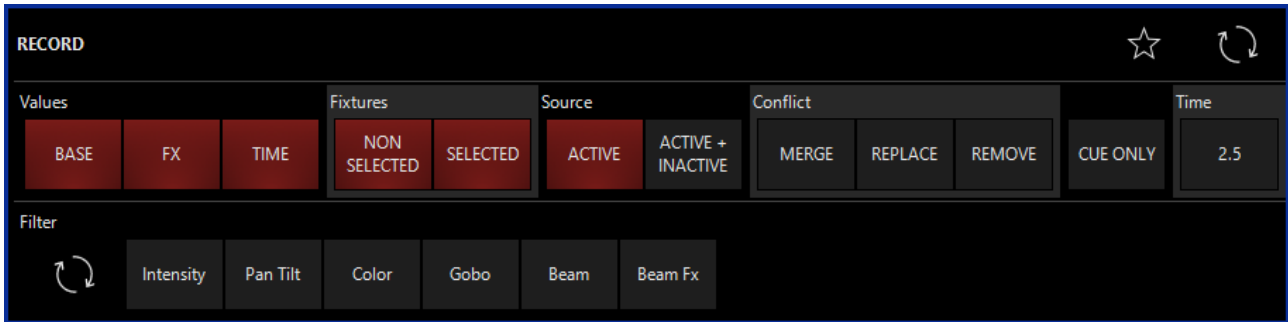 RECORD
Values Fixtures Source Conflict Time
BASE FX TIME NON SELECTED SELECTED ACTIVE ACTIVE + INACTIVE MERGE REPLACE REMOVE CUE ONLY 2.5
Filter
Intensity Pan Tilt Color Gobo Beam Beam Fx